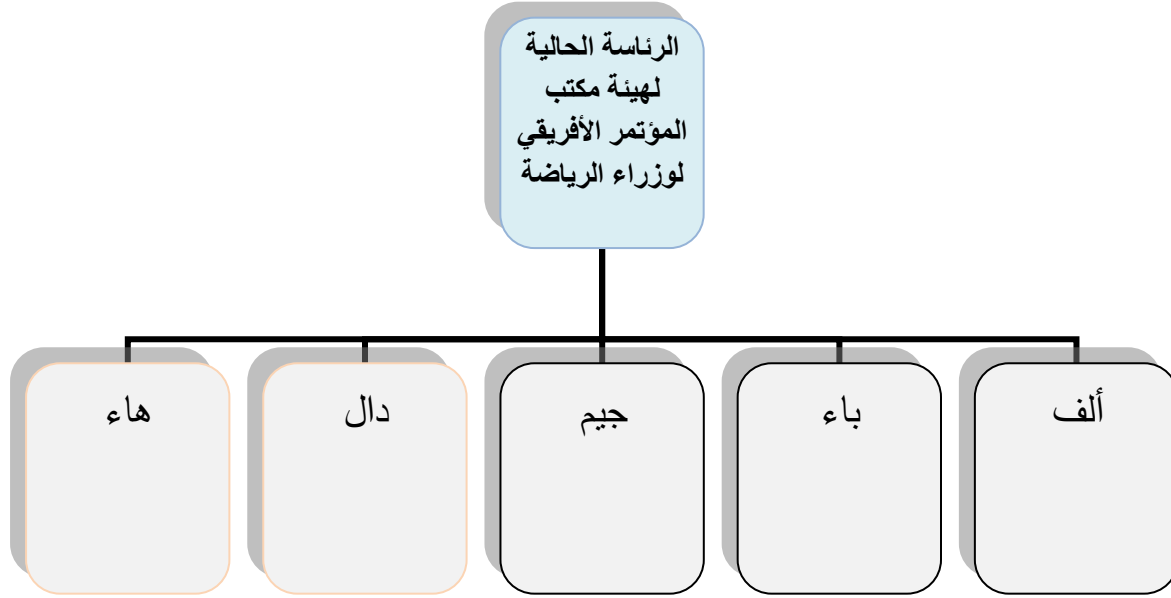 الرئاسة الحالية
لهيئة مكتب
المؤتمر الأفريقي
لوزراء الرياضة
ألف
باء
جيم
دال
هاء